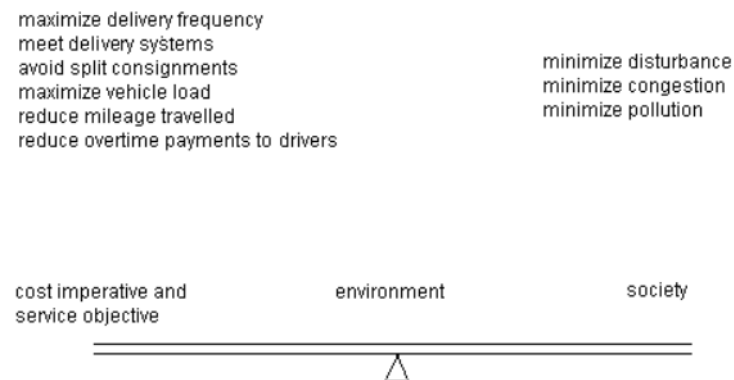 maximize delivery frequency
meet delivery systems
avoid split consignments
maximize vehicle load
reduce mileage travelled
reduce overtime payments to drivers
minimize disturbance
minimize congestion
minimize pollution
cost imperative and
service objective
environment
society